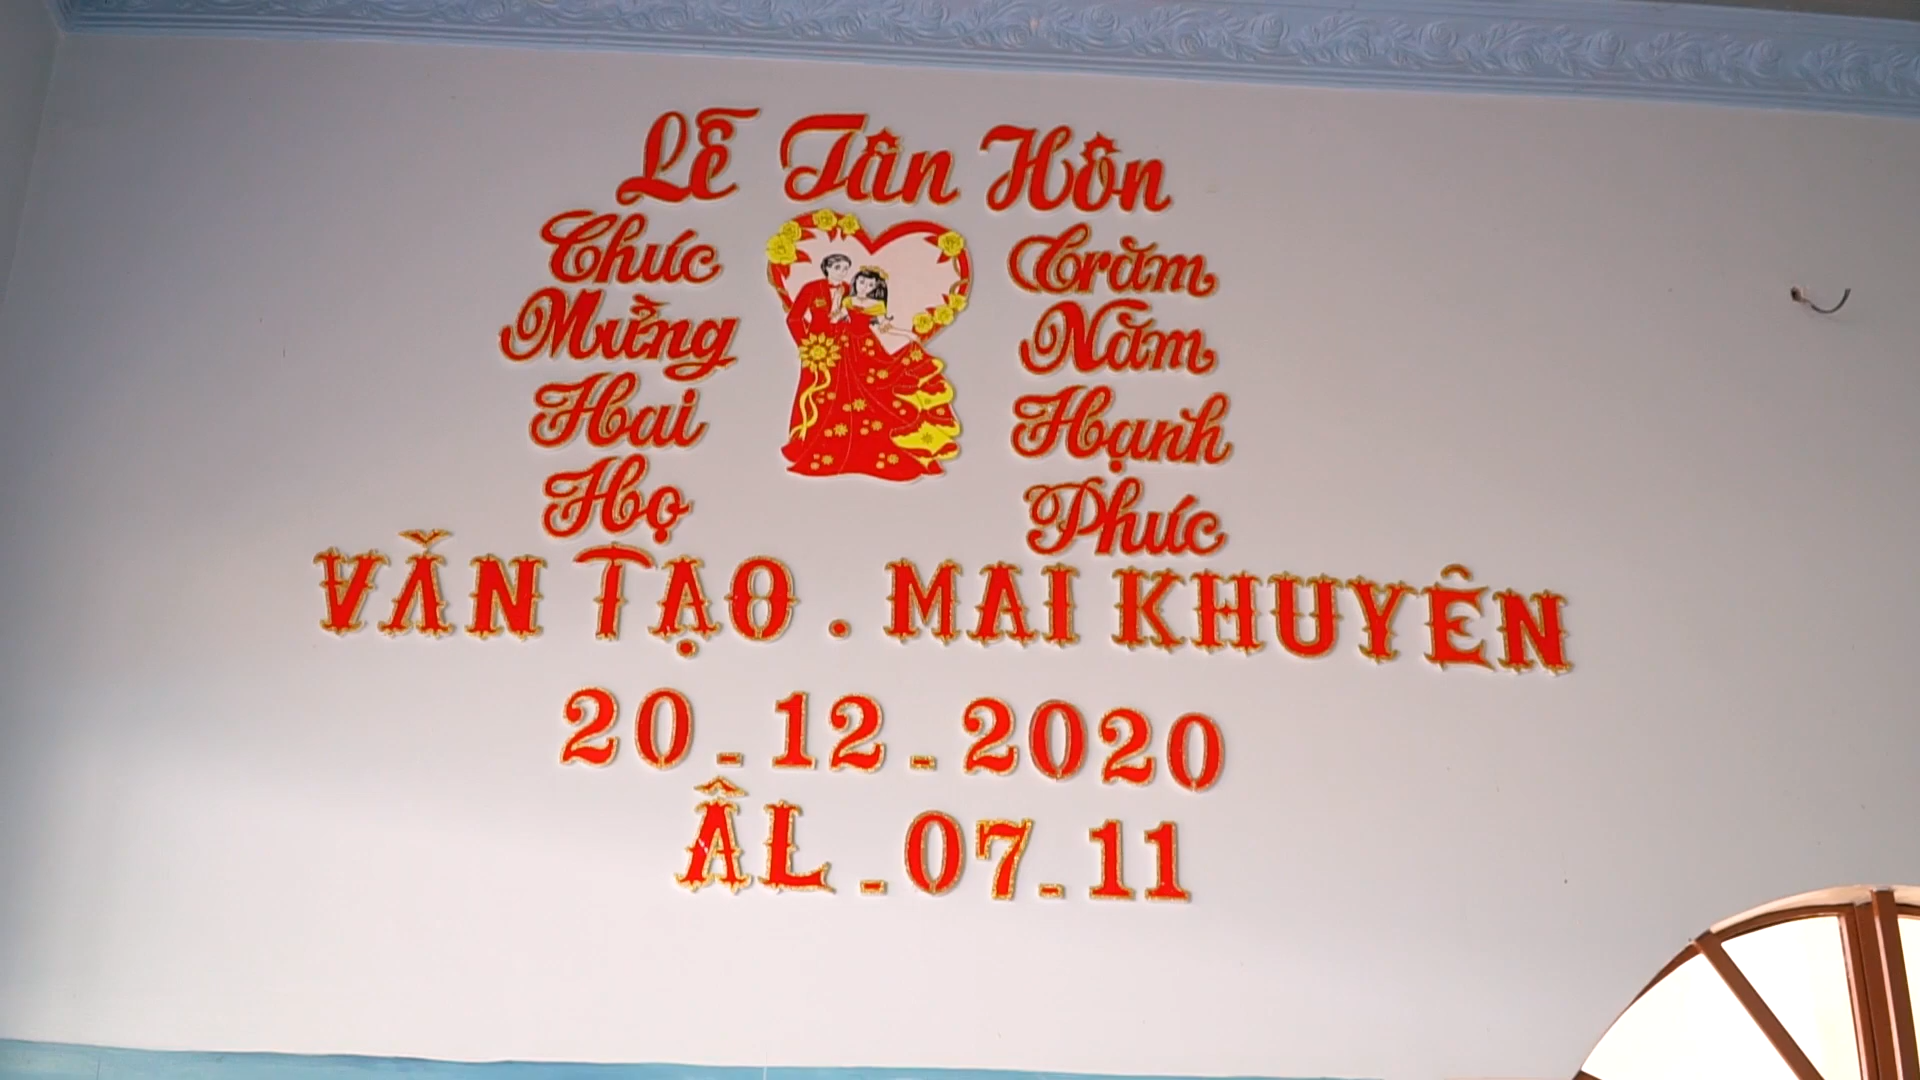 Lễ Tân Hôn
Chúc
Mừng
Hai
Họ
Trăm
Năm
Hạnh
Phúc
VĂN TẠO . MAI KHUYÊN
20 - 12 - 2020
ÂL - 07 - 11